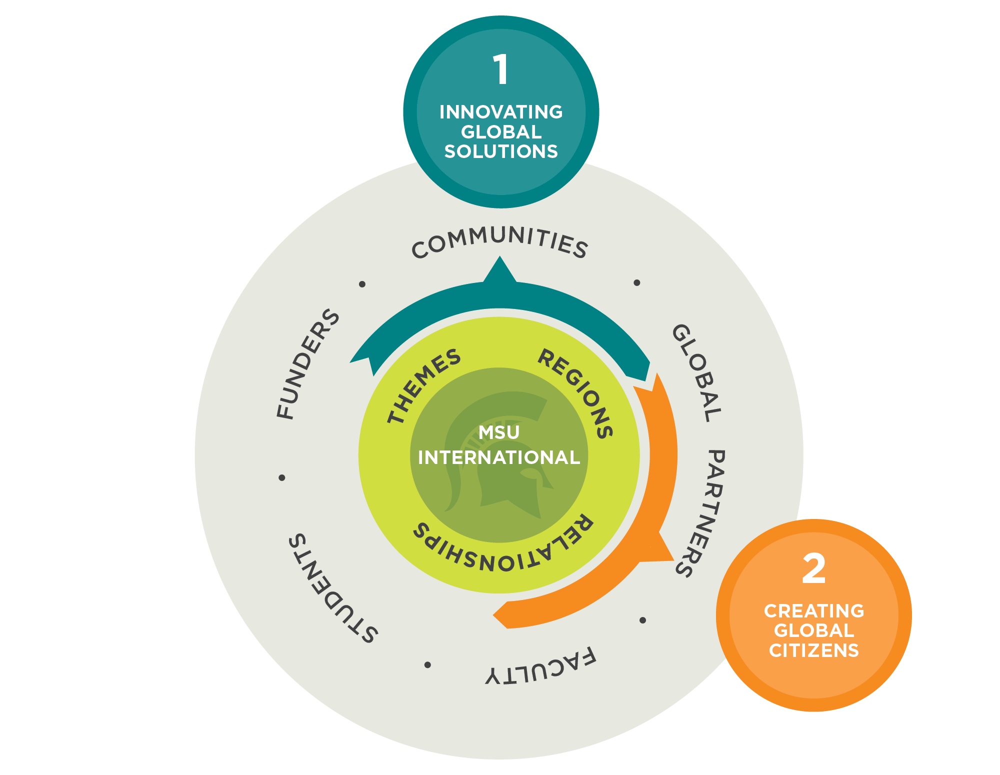 1
INNOVATING
GLOBAL
SOLUTIONS
COMMUNITIES
GLOBAL PARTNERS
FACULTY
STUDENTS
FUNDERS
THEMES
REGIONS
RELATIONSHIPS
MSU
INTERNATIONAL
2
CREATING
GLOBAL
CITIZENS